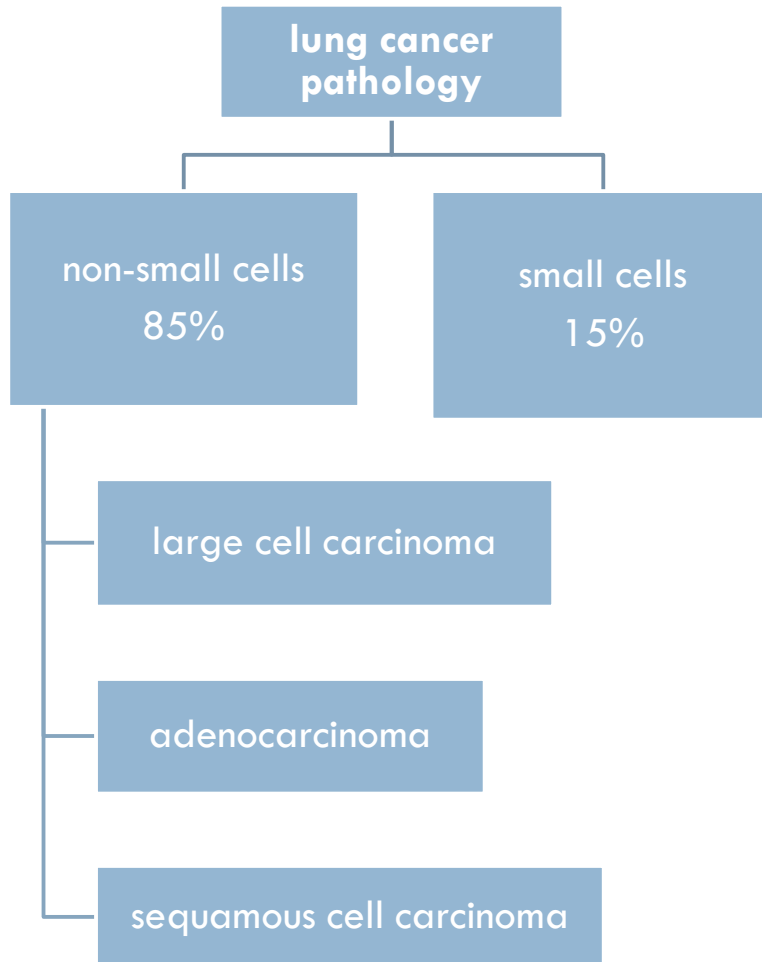 lung cancer
pathology
non-small cells
85%
small cells
15%
large cell carcinoma
adenocarcinoma
sequamous cell carcinoma